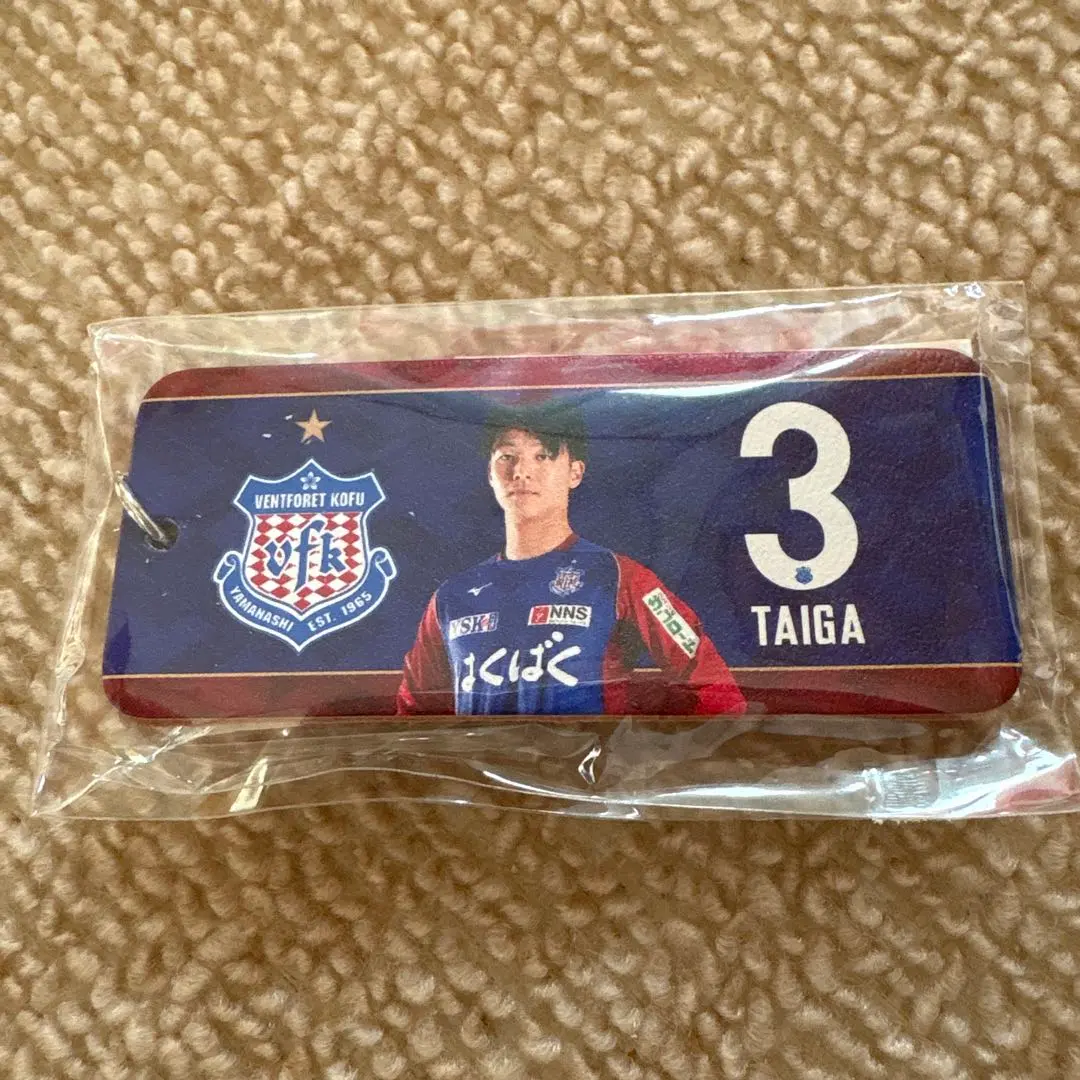 VENTFORET KOFU
vfk
YAMANASHI EST. 1965
YSK
NNS
はくばく
3
TAIGA